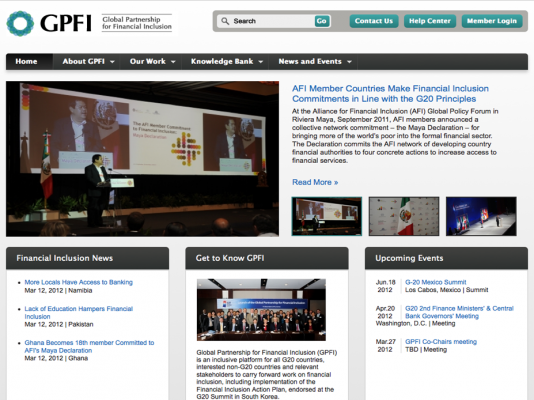 GPFI
Global Partnership
for Financial Inclusion
Search
Go
Contact Us
Help Center
Member Login
Home
About GPFI
Our Work
Knowledge Bank
News and Events
The AFI Member Commitment
to Financial Inclusion:
Maya Declaration
AFI Member Countries Make Financial Inclusion
Commitments in Line with the G20 Principles
At the Alliance for Financial Inclusion (AFI) Global Policy Forum in
Riviera Maya, September 2011, AFI members announced a
collective network commitment – the Maya Declaration – for
bringing more of the world's poor into the formal financial sector.
The Declaration commits the AFI network of developing country
financial authorities to four concrete actions to increase access to
financial services.
Read More »
Financial Inclusion News
More Locals Have Access to Banking
Mar 12, 2012 | Namibia
Lack of Education Hampers Financial
Inclusion
Mar 12, 2012 | Pakistan
Ghana Becomes 18th member Committed to
AFI's Maya Declaration
Mar 12, 2012 | Ghana
Get to Know GPFI
Global Partnership for Financial Inclusion (GPFI)
is an inclusive platform for all G20 countries,
interested non-G20 countries and relevant
stakeholders to carry forward work on financial
inclusion, including implementation of the
Financial Inclusion Action Plan, endorsed at the
G20 Summit in South Korea.
Upcoming Events
Jun.18 G-20 Mexico Summit
2012 Los Cabos, Mexico | Summit
Apr.20 G20 2nd Finance Ministers' & Central
2012 Bank Governors' Meeting
Washington, D.C. | Meeting
Mar.27 GPFI Co-Chairs meeting
2012 TBD | Meeting